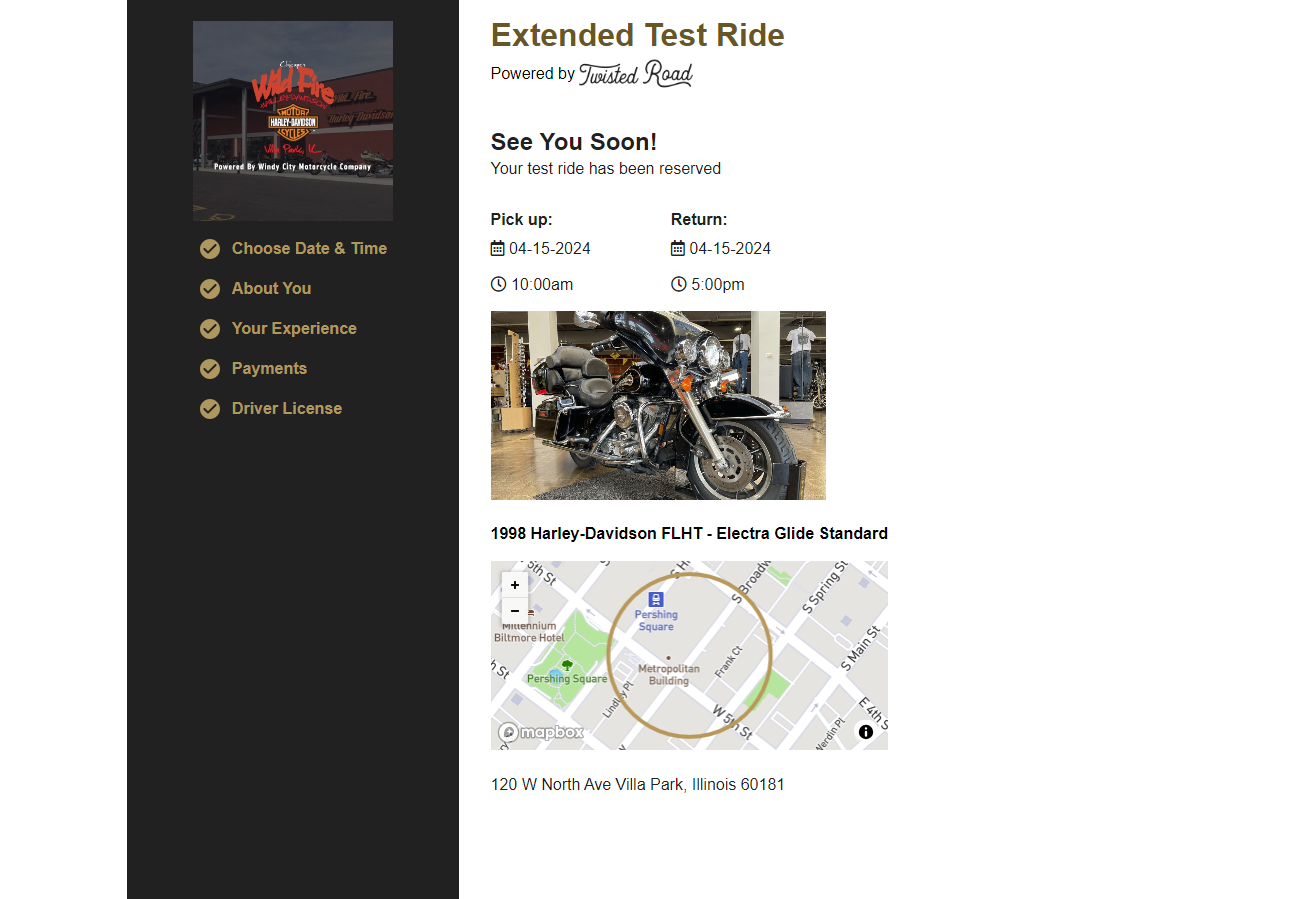 Chicago
Wild Fire
HARLEY-DAVIDSON
MOTOR
HARLEY-DAVIDSON
CYCLES
Villa Park, IL
Powered By Windy City Motorcycle Company
Choose Date & Time
About You
Your Experience
Payments
Driver License
Extended Test Ride
Powered by Twisted Road
See You Soon!
Your test ride has been reserved
Pick up: Return:
04-15-2024 04-15-2024
10:00am 5:00pm
1998 Harley-Davidson FLHT - Electra Glide Standard
+
−
5th St
S Hi
S Broadw
S Spring St
Pershing
Square
Millennium
Biltmore Hotel
S Main St
Metropolitan
Building
Frank Ct
h St
Pershing Square
Lindley Pl
W 5th St
E 4th S
Werdin Pl
mapbox
120 W North Ave Villa Park, Illinois 60181